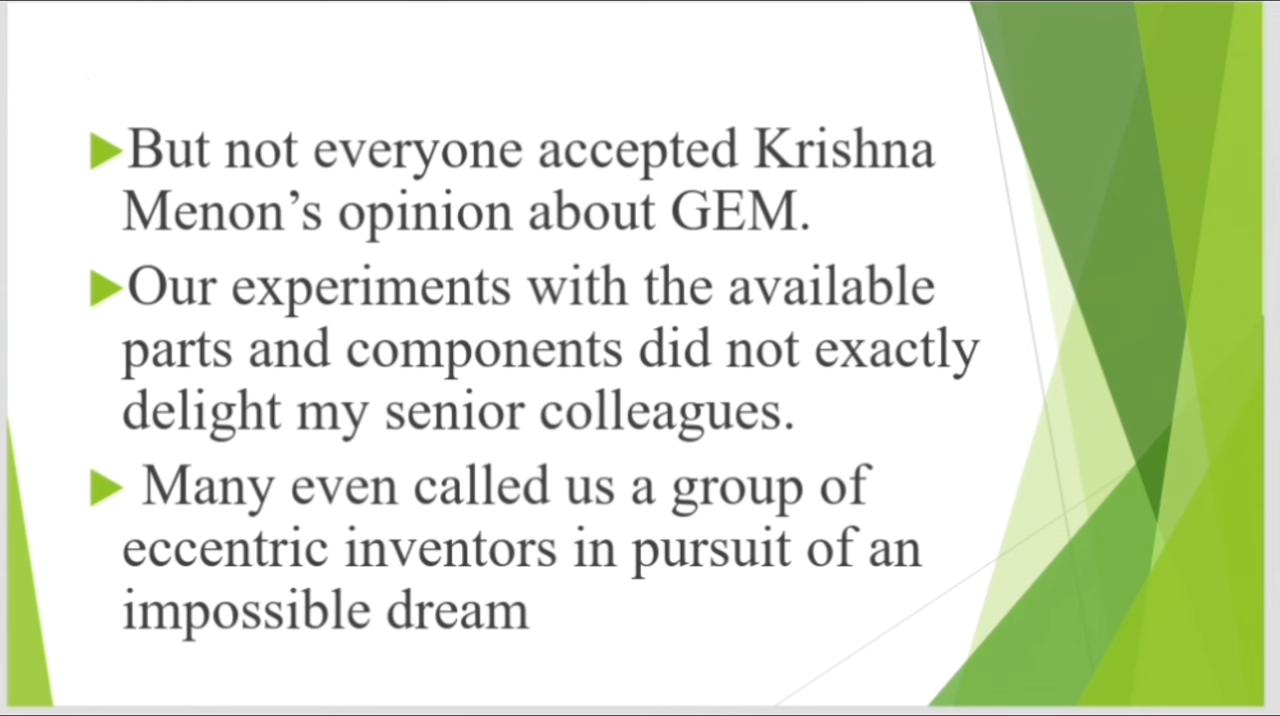 But not everyone accepted Krishna
Menon’s opinion about GEM.
Our experiments with the available
parts and components did not exactly
delight my senior colleagues.
Many even called us a group of
eccentric inventors in pursuit of an
impossible dream